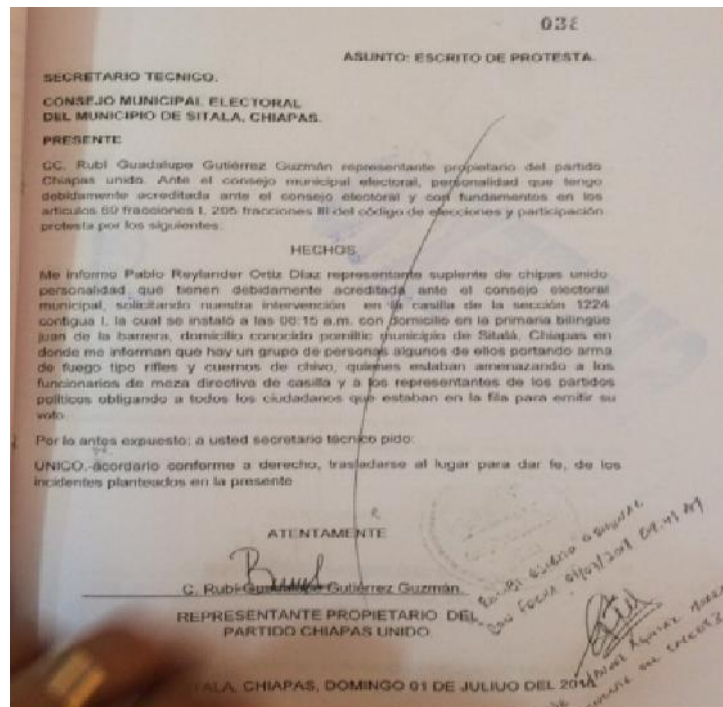 038
ASUNTO: ESCRITO DE PROTESTA.
SECRETARIO TECNICO.
CONSEJO MUNICIPAL ELECTORAL
DEL MUNICIPIO DE SITALA, CHIAPAS.
PRESENTE
CC. Rubí Guadalupe Gutiérrez Guzmán representante propietario del partido
Chiapas unido. Ante el consejo municipal electoral, personalidad que tengo
debidamente acreditada ante el consejo electoral y con fundamentos en los
articulos 69 fracciones I, 205 fracciones III del código de elecciones y participación
protesta por los siguientes:
HECHOS
Me informo Pablo Reylander Ortiz Díaz representante suplente de chipas unido
personalidad que tienen debidamente acreditada ante el consejo electoral
municipal, solicitando nuestra intervención en la casilla de la sección 1224
contigua I, la cual se instaló a las 08:15 a.m. con domicilio en la primaria bilingüe
juan de la barrera, domicilio conocido pomiltic municipio de Sitalá, Chiapas en
donde me informan que hay un grupo de personas algunos de ellos portando arma
de fuego tipo rifles y cuernos de chivo, quienes estaban amenazando a los
funcionarios de meza directiva de casilla y a los representantes de los partidos
políticos obligando a todos los ciudadanos que estaban en la fila para emitir su
voto.
Por lo antes expuesto; a usted secretario técnico pido:
UNICO.-acordarlo conforme a derecho, trasladarse al lugar para dar fe, de los
incidentes planteados en la presente
ATENTAMENTE
C. Rubí Guadalupe Gutiérrez Guzmán.
REPRESENTANTE PROPIETARIO DEL
PARTIDO CHIAPAS UNIDO.
CHIAPAS, DOMINGO 01 DE JULIUO DEL